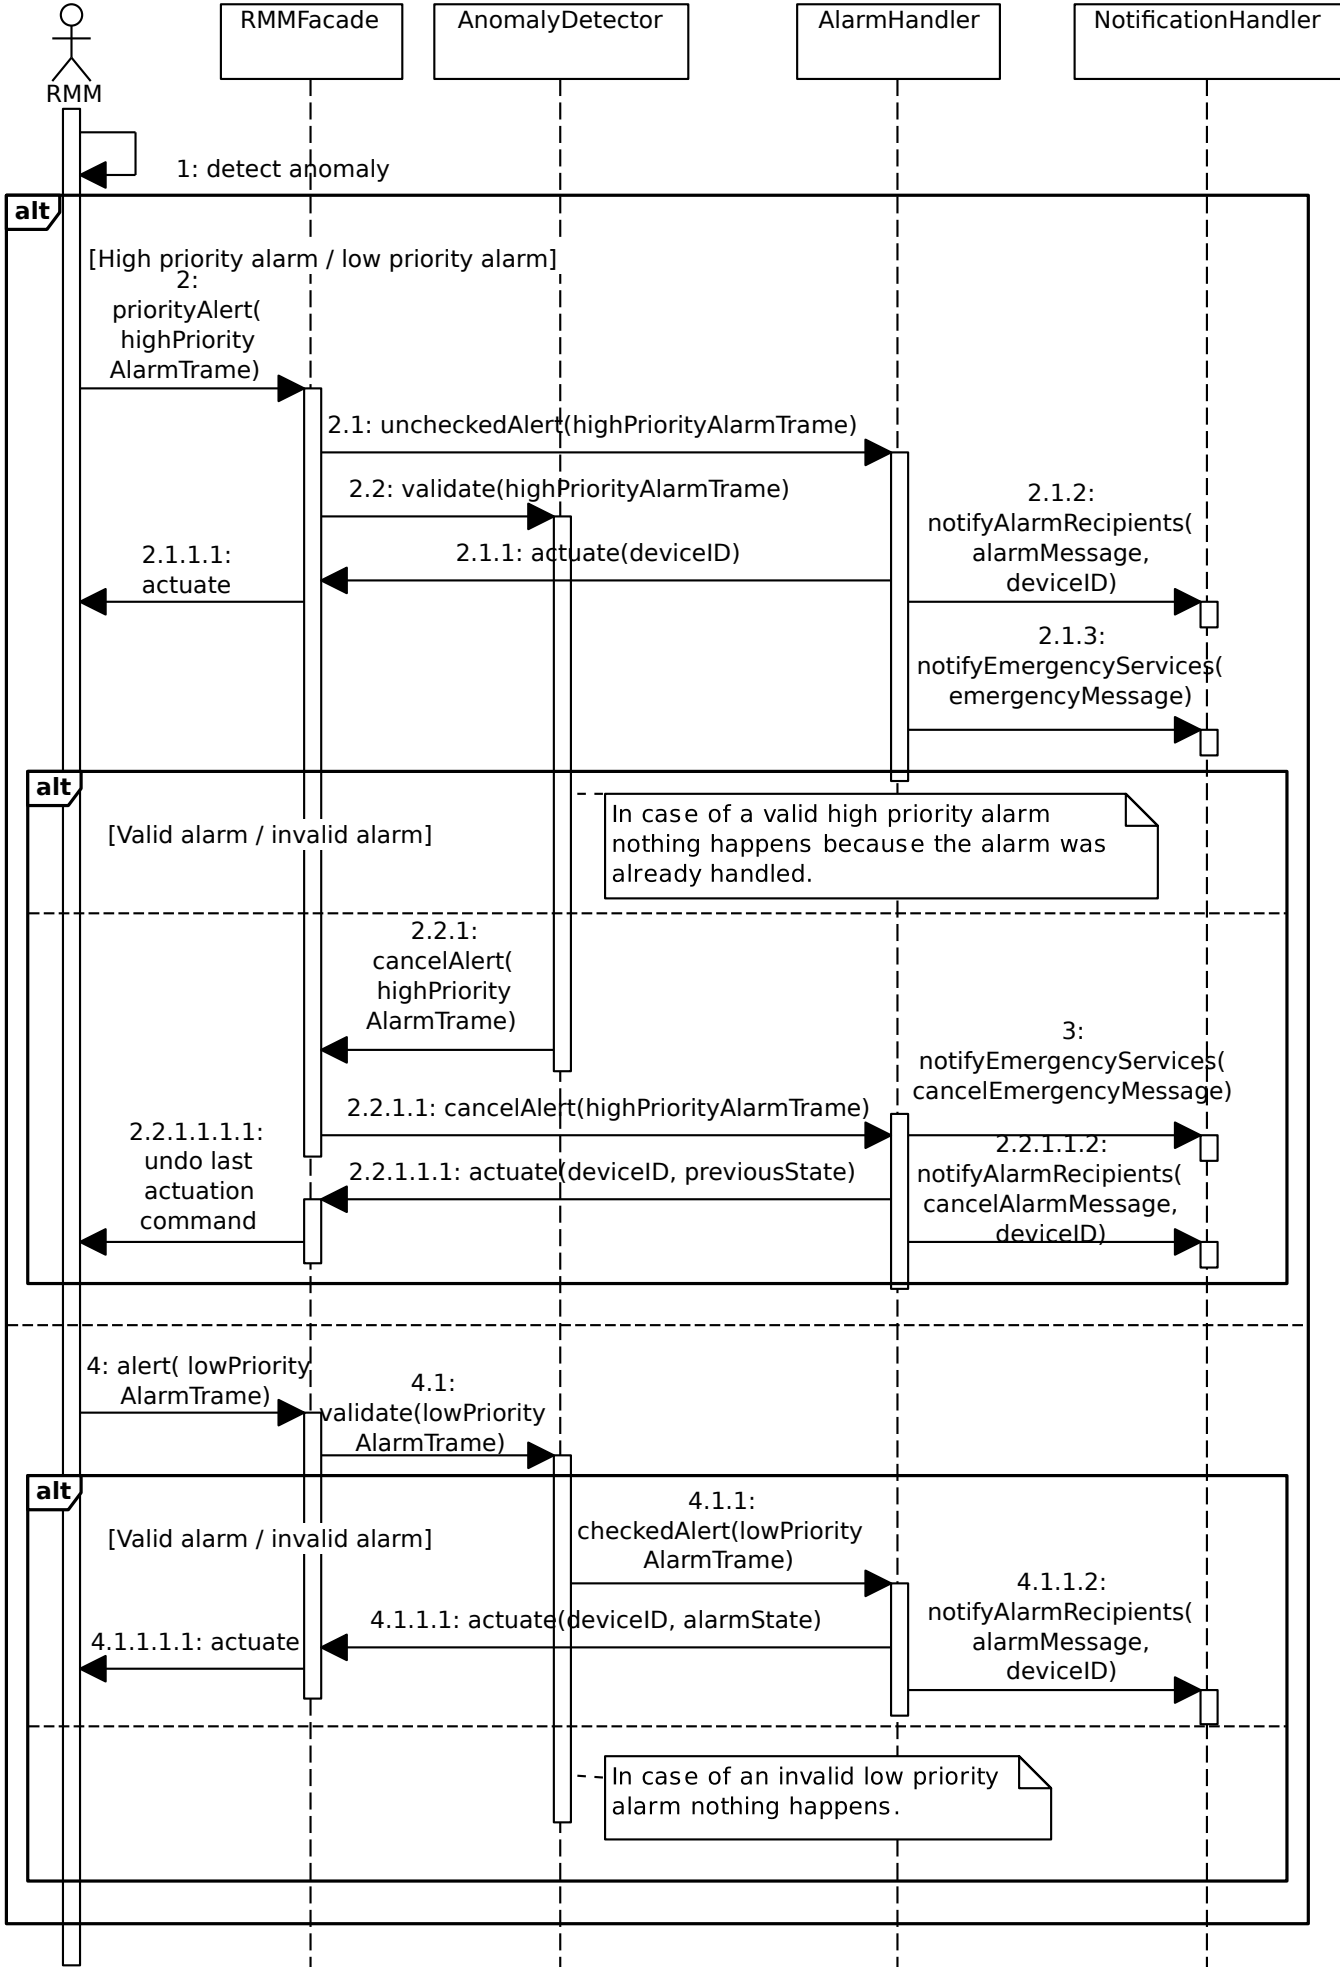 RMMFacade
AnomalyDetector
AlarmHandler
NotificationHandler
RMM
1: detect anomaly
alt
[High priority alarm / low priority alarm]
2:
priorityAlert(
highPriority
AlarmTrame)
2.1: uncheckedAlert(highPriorityAlarmTrame)
2.2: validate(highPriorityAlarmTrame)
2.1.2:
notifyAlarmRecipients(
alarmMessage,
deviceID)
2.1.1: actuate(deviceID)
2.1.1.1:
actuate
2.1.3:
notifyEmergencyServices(
emergencyMessage)
alt
[Valid alarm / invalid alarm]
In case of a valid high priority alarm
nothing happens because the alarm was
already handled.
2.2.1:
cancelAlert(
highPriority
AlarmTrame)
3:
notifyEmergencyServices(
cancelEmergencyMessage)
2.2.1.1: cancelAlert(highPriorityAlarmTrame)
2.2.1.1.1.1:
undo last
actuation
command
2.2.1.1.1: actuate(deviceID, previousState)
2.2.1.1.2:
notifyAlarmRecipients(
cancelAlarmMessage,
deviceID)
4: alert( lowPriority
AlarmTrame)
4.1:
validate(lowPriority
AlarmTrame)
alt
[Valid alarm / invalid alarm]
4.1.1:
checkedAlert(lowPriority
AlarmTrame)
4.1.1.2:
notifyAlarmRecipients(
alarmMessage,
deviceID)
4.1.1.1: actuate(deviceID, alarmState)
4.1.1.1.1: actuate
In case of an invalid low priority
alarm nothing happens.